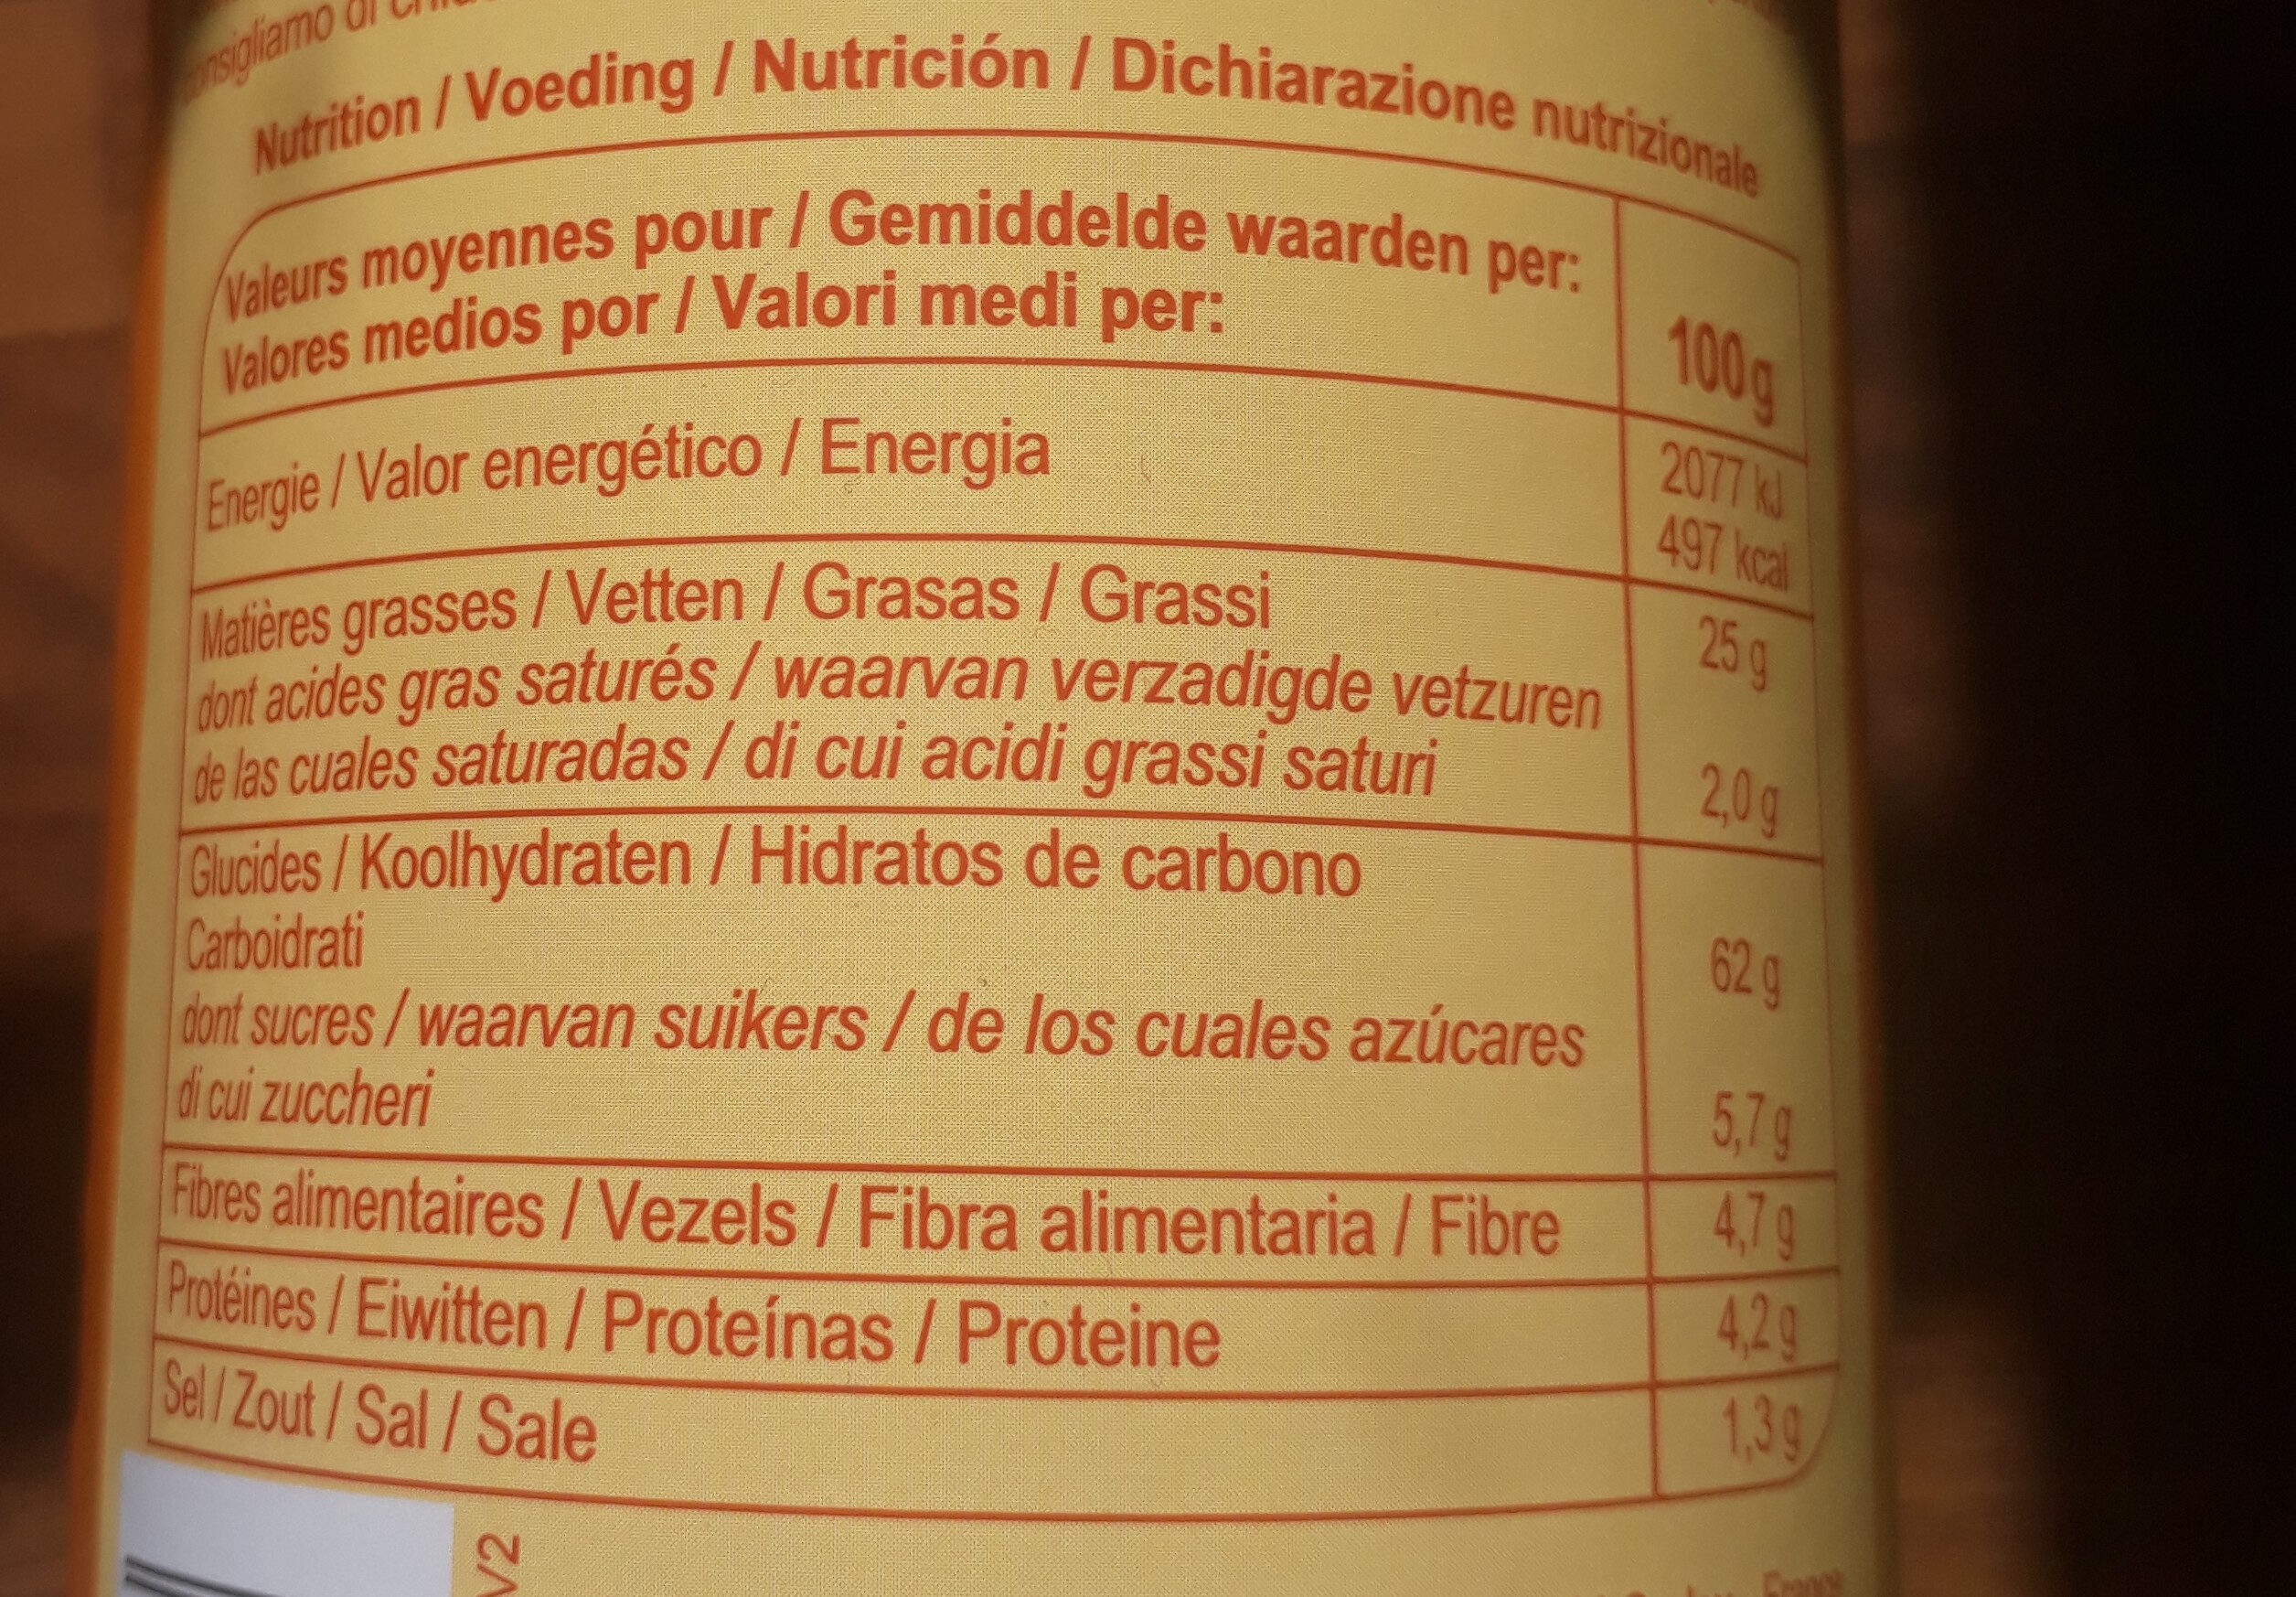 Consigliamo di
Nutrition / Voeding / Nutrición / Dichiarazione nutrizionale
Valeurs moyennes pour / Gemiddelde waarden per:
Valores medios por / Valori medi per:
100g
Energie / Valor energético / Energia
2077 kJ
497 kcal
Matières grasses / Vetten / Grasas / Grassi
25 g
dont acides gras saturés / waarvan verzadigde vetzuren
de las cuales saturadas / di cui acidi grassi saturi
2,0 g
Glucides / Koolhydraten / Hidratos de carbono
Carboidrati
62 g
dont sucres / waarvan suikers / de los cuales azúcares
di cui zuccheri
5,7 g
Fibres alimentaires / Vezels / Fibra alimentaria / Fibre
4,7 g
Protéines / Eiwitten / Proteínas / Proteine
4,2 g
Sel / Zout / Sal / Sale
1,3 g
V2
France